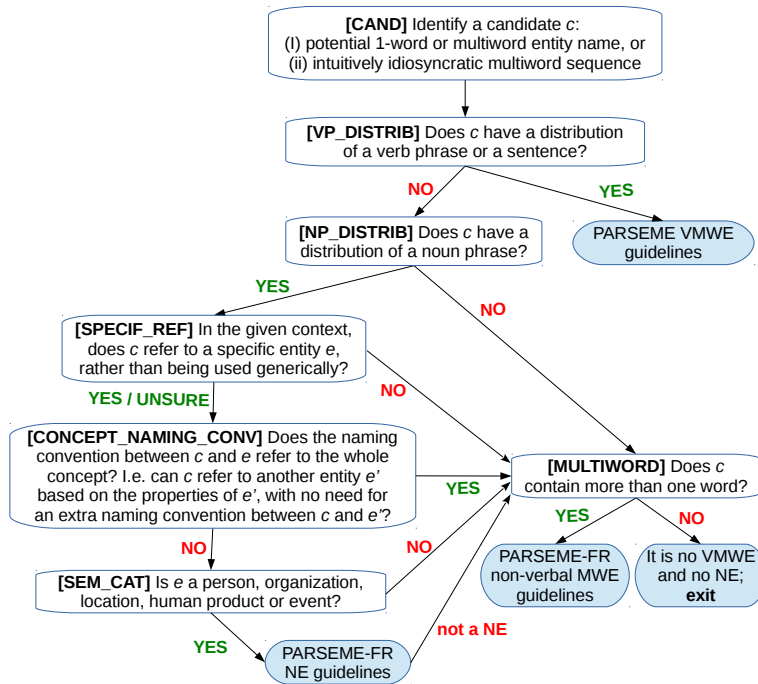 [CAND] Identify a candidate c:
(I) potential 1-word or multiword entity name, or
(ii) intuitively idiosyncratic multiword sequence
[VP_DISTRIB] Does c have a distribution
of a verb phrase or a sentence?
NO
YES
[NP_DISTRIB] Does c have a
distribution of a noun phrase?
PARSEME VMWE
guidelines
YES
NO
[SPECIF_REF] In the given context,
does c refer to a specific entity e,
rather than being used generically?
YES / UNSURE
NO
[CONCEPT_NAMING_CONV] Does the naming
convention between c and e refer to the whole
concept? I.e. can c refer to another entity e'
based on the properties of e', with no need for
an extra naming convention between c and e'?
YES
[MULTIWORD] Does c
contain more than one word?
NO
NO
YES
NO
[SEM_CAT] Is e a person, organization,
location, human product or event?
PARSEME-FR
non-verbal MWE
guidelines
It is no VMWE
and no NE;
exit
YES
not a NE
PARSEME-FR
NE guidelines